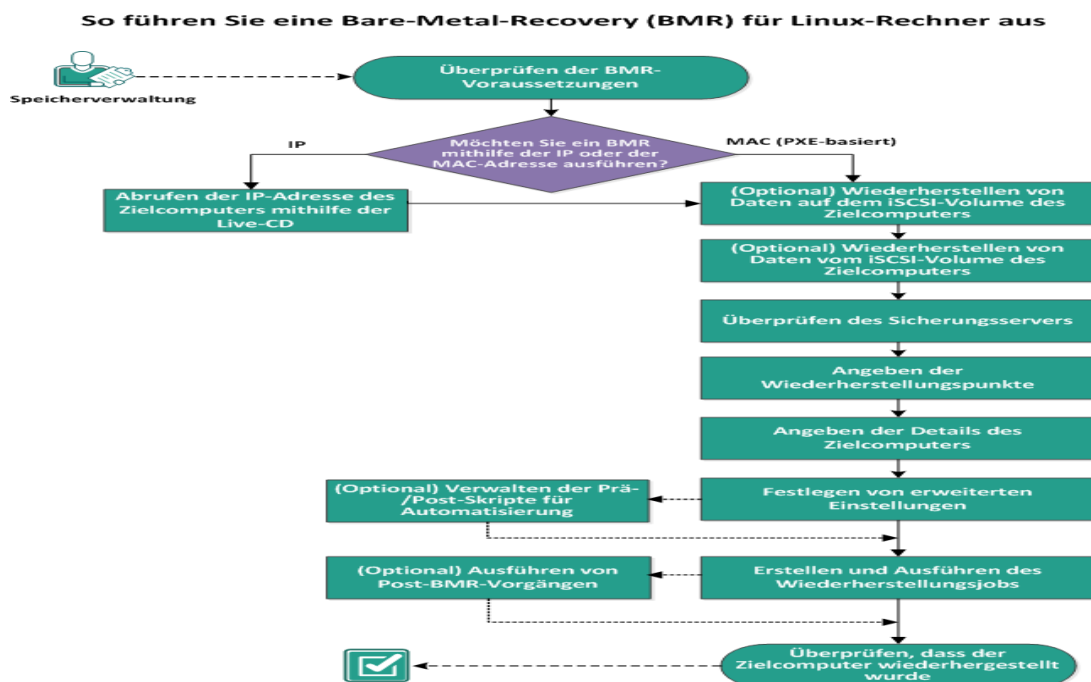 So führen Sie eine Bare-Metal-Recovery (BMR) für Linux-Rechner aus
Speicherverwaltung
Überprüfen der BMR-
Voraussetzungen
IP
Möchten Sie ein BMR
mithilfe der IP oder der
MAC-Adresse ausführen?
MAC (PXE-basiert)
Abrufen der IP-Adresse des
Zielcomputers mithilfe der
Live-CD
(Optional) Wiederherstellen von
Daten auf dem iSCSI-Volume des
Zielcomputers
(Optional) Wiederherstellen von
Daten vom iSCSI-Volume des
Zielcomputers
Überprüfen des Sicherungsservers
Angeben der
Wiederherstellungspunkte
Angeben der Details des
Zielcomputers
(Optional) Verwalten der Prä-
/Post-Skripte für
Automatisierung
Festlegen von erweiterten
Einstellungen
(Optional) Ausführen von
Post-BMR-Vorgängen
Erstellen und Ausführen des
Wiederherstellungsjobs
Überprüfen, dass der
Zielcomputer wiederhergestellt
wurde